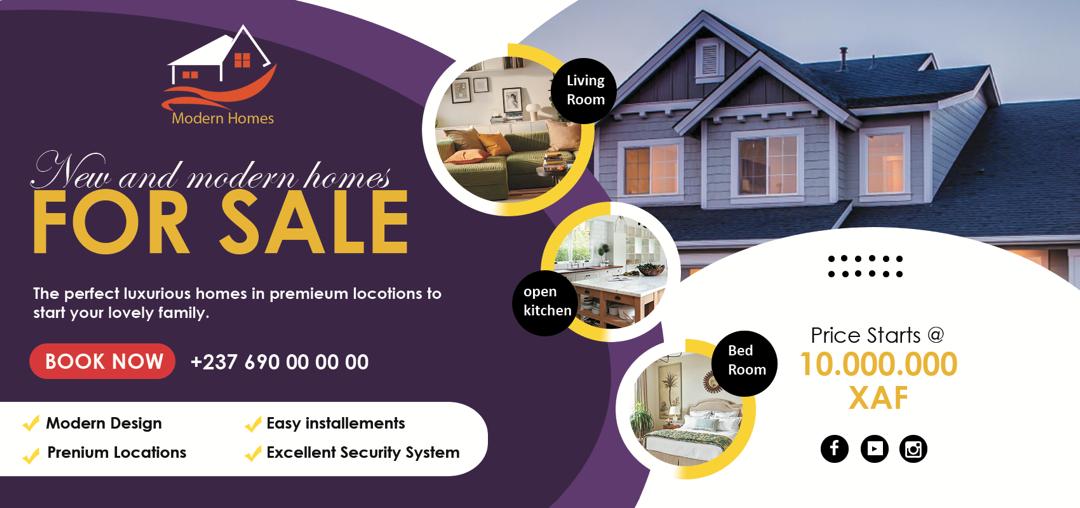 Modern Homes
New and modern homes
FOR SALE
The perfect luxurious homes in premieum locotions to
start your lovely family.
BOOK NOW +237 690 00 00 00
Modern Design
Easy installements
Prenium Locations
Excellent Security System
Living
Room
open
kitchen
Bed
Room
Price Starts @
10.000.000
XAF